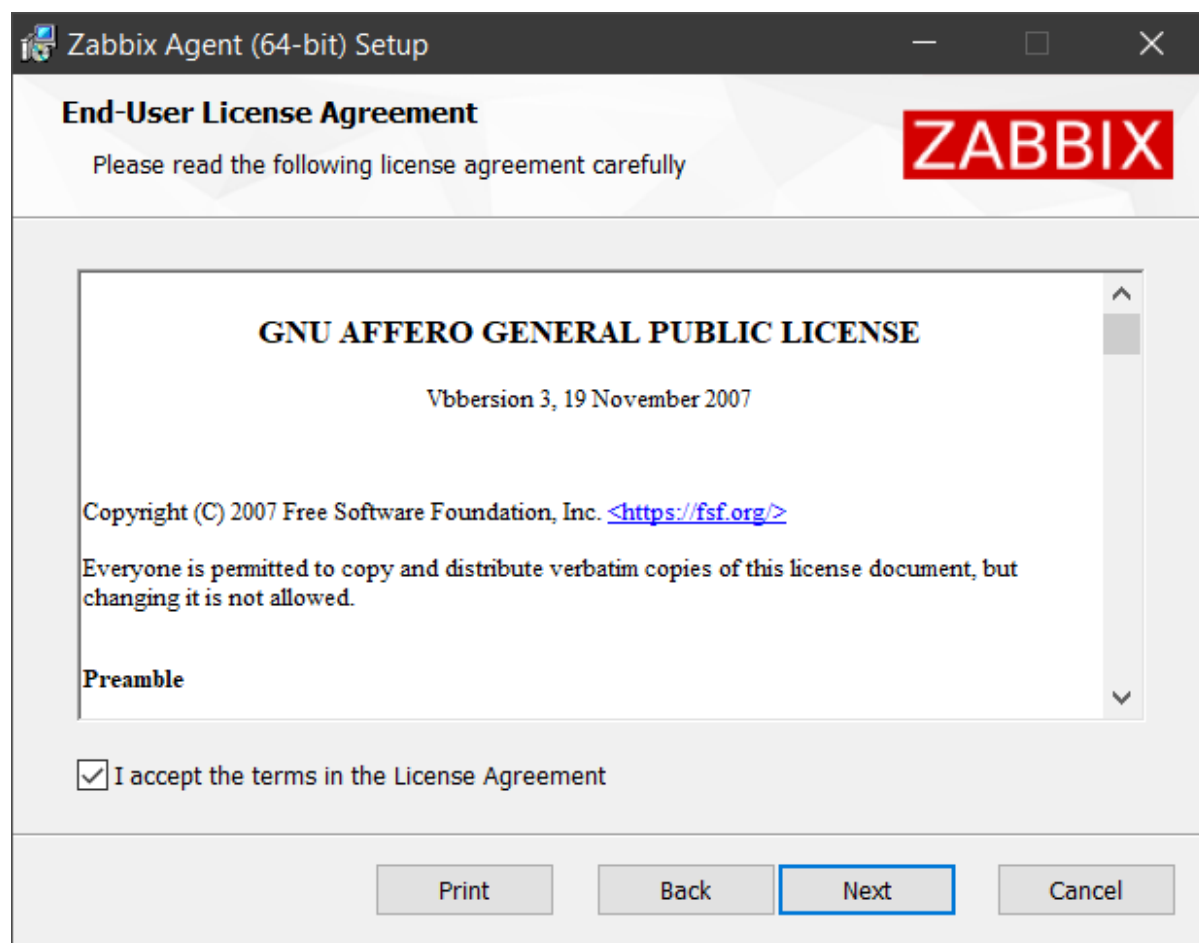 Zabbix Agent (64-bit) Setup
End-User License Agreement
Please read the following license agreement carefully
ZABBIX
GNU AFFERO GENERAL PUBLIC LICENSE
Vbbersion 3, 19 November 2007
Copyright (C) 2007 Free Software Foundation, Inc. <https://fsf.org/>
Everyone is permitted to copy and distribute verbatim copies of this license document, but
changing it is not allowed.
Preamble
I accept the terms in the License Agreement
Print Back Next Cancel